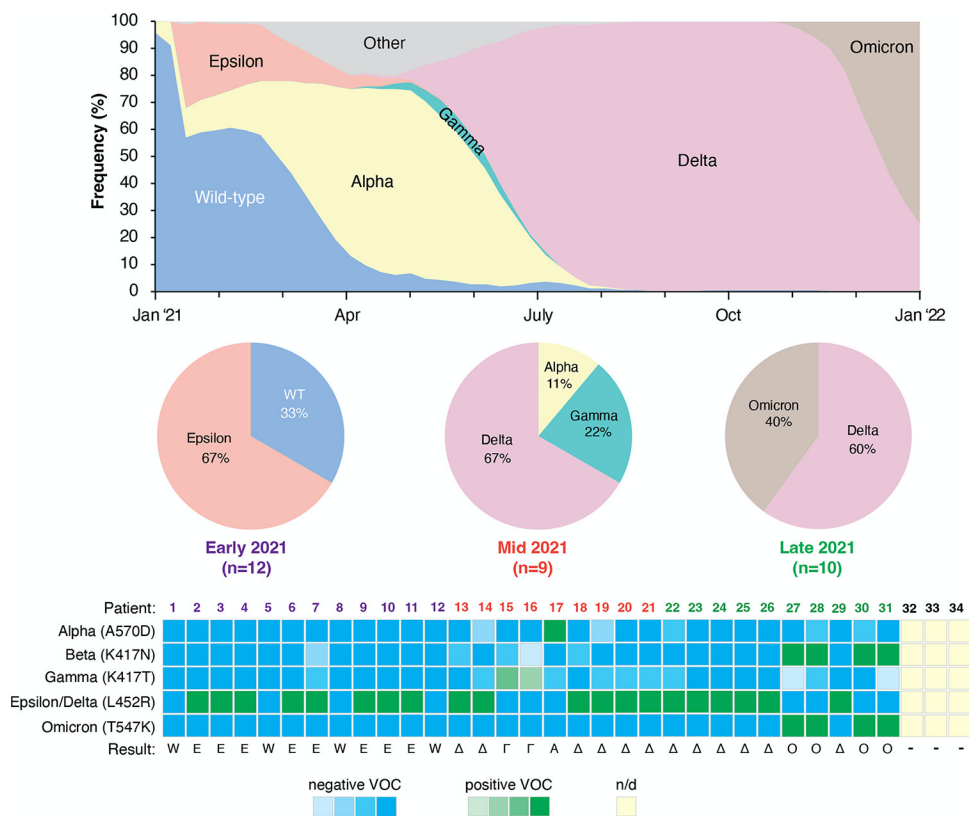 100
90
80
70
60
50
40
30
20
10
0
Frequency (%)
Other
Epsilon
Omicron
Gamma
Delta
Alpha
Wild-type
Jan '21 Apr July Oct Jan '22
WT
33%
Epsilon
67%
Alpha
11%
Gamma
22%
Delta
67%
Omicron
40%
Delta
60%
Early 2021
(n=12)
Mid 2021
(n=9)
Late 2021
(n=10)
Patient: 1 2 3 4 5 6 7 8 9 10 11 12 13 14 15 16 17 18 19 20 21 22 23 24 25 26 27 28 29 30 31 32 33 34
Alpha (A570D)
Beta (K417N)
Gamma (K417T)
Epsilon/Delta (L452R)
Omicron (T547K)
Result: W E E E W E E W E E E W Δ Δ Γ Γ A Δ Δ Δ Δ Δ Δ Δ Δ Δ O O Δ O O - - -
negative VOC positive VOC n/d